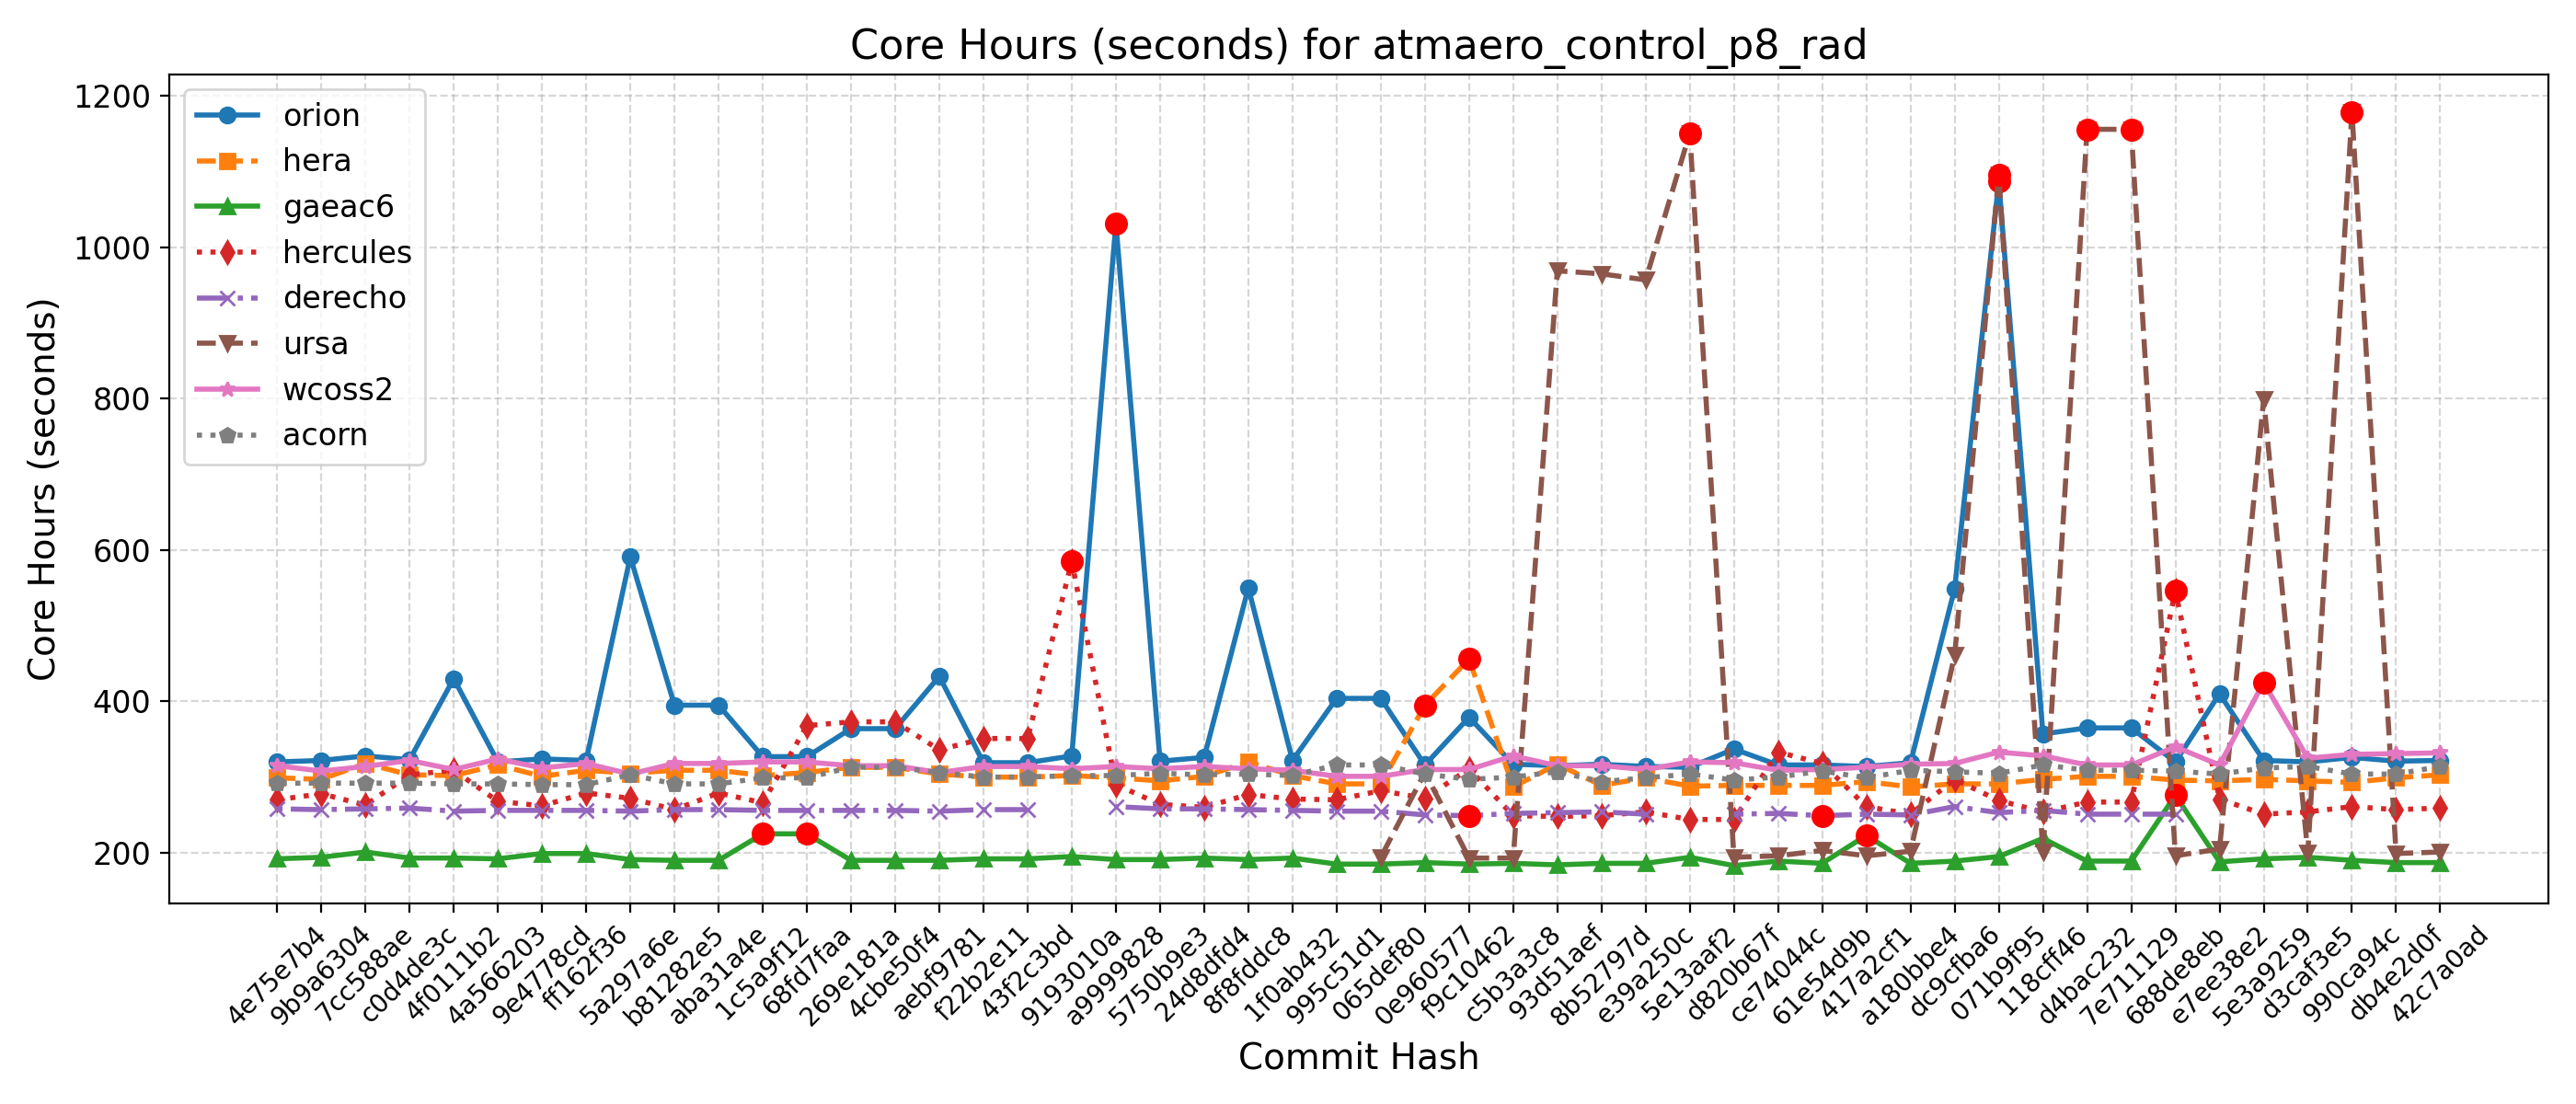 Core Hours (seconds) for atmaero_control_p8_rad
Core Hours (seconds)
1200
1000
800
600
400
200
orion
hera
gaeac6
hercules
derecho
ursa
wcoss2
acorn
4e75e7b4
9b9a6304
7cc588ae
c0d4de3c
4f0111b2
4a566203
9e4778cd
ff162f36
5a297a6e
b81282e5
aba31a4e
1c5a9f12
68fd7faa
269e181a
4cbe50f4
aebf9781
f22b2e11
43f2c3bd
9193010a
a9999828
5750b9e3
24d8dfd4
8f8fddc8
1f0ab432
995c51d1
065def80
0e960577
f9c10462
c5b3a3c8
93d51aef
8b52797d
e39a250c
5e13aaf2
d820b67f
ce74044c
61e54d9b
417a2cf1
a180bbe4
dc9cfba6
071b9f95
118cff46
d4bac232
7e711129
688de8eb
e7ee38e2
5e3a9259
d3caf3e5
990ca94c
db4e2d0f
42c7a0ad
Commit Hash